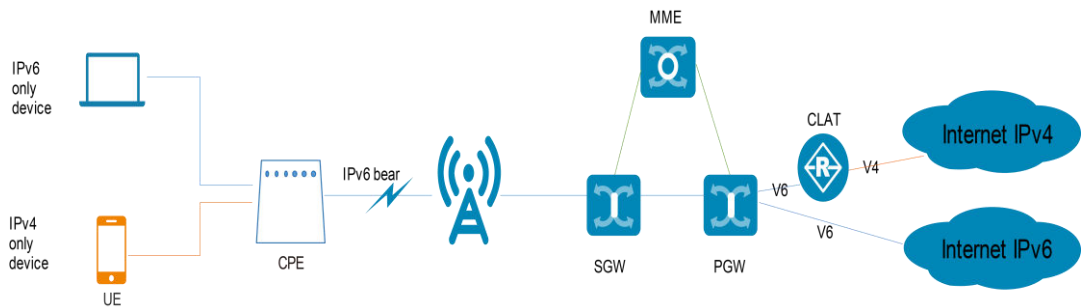 MME
IPv6
only
device
CLAT
Internet IPv4
R
V4
V6
IPv6 bear
IPv4
only
device
V6
Internet IPv6
CPE
SGW
PGW
UE